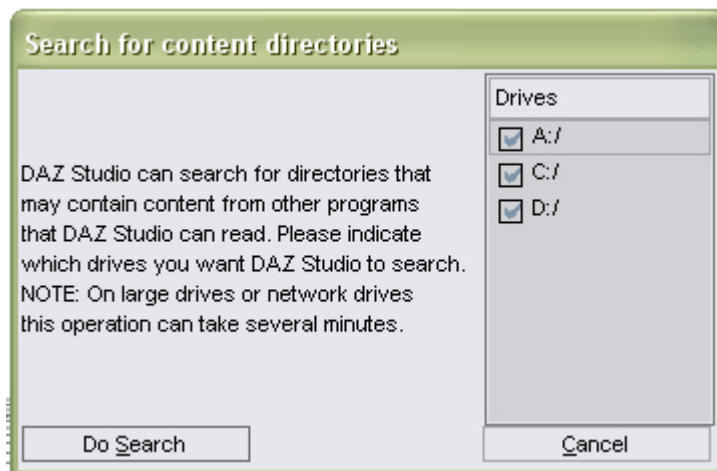 Search for content directories
Drives
A:/
C:/
D:/
DAZ Studio can search for directories that
may contain content from other programs
that DAZ Studio can read. Please indicate
which drives you want DAZ Studio to search.
NOTE: On large drives or network drives
this operation can take several minutes.
Do Search
Cancel